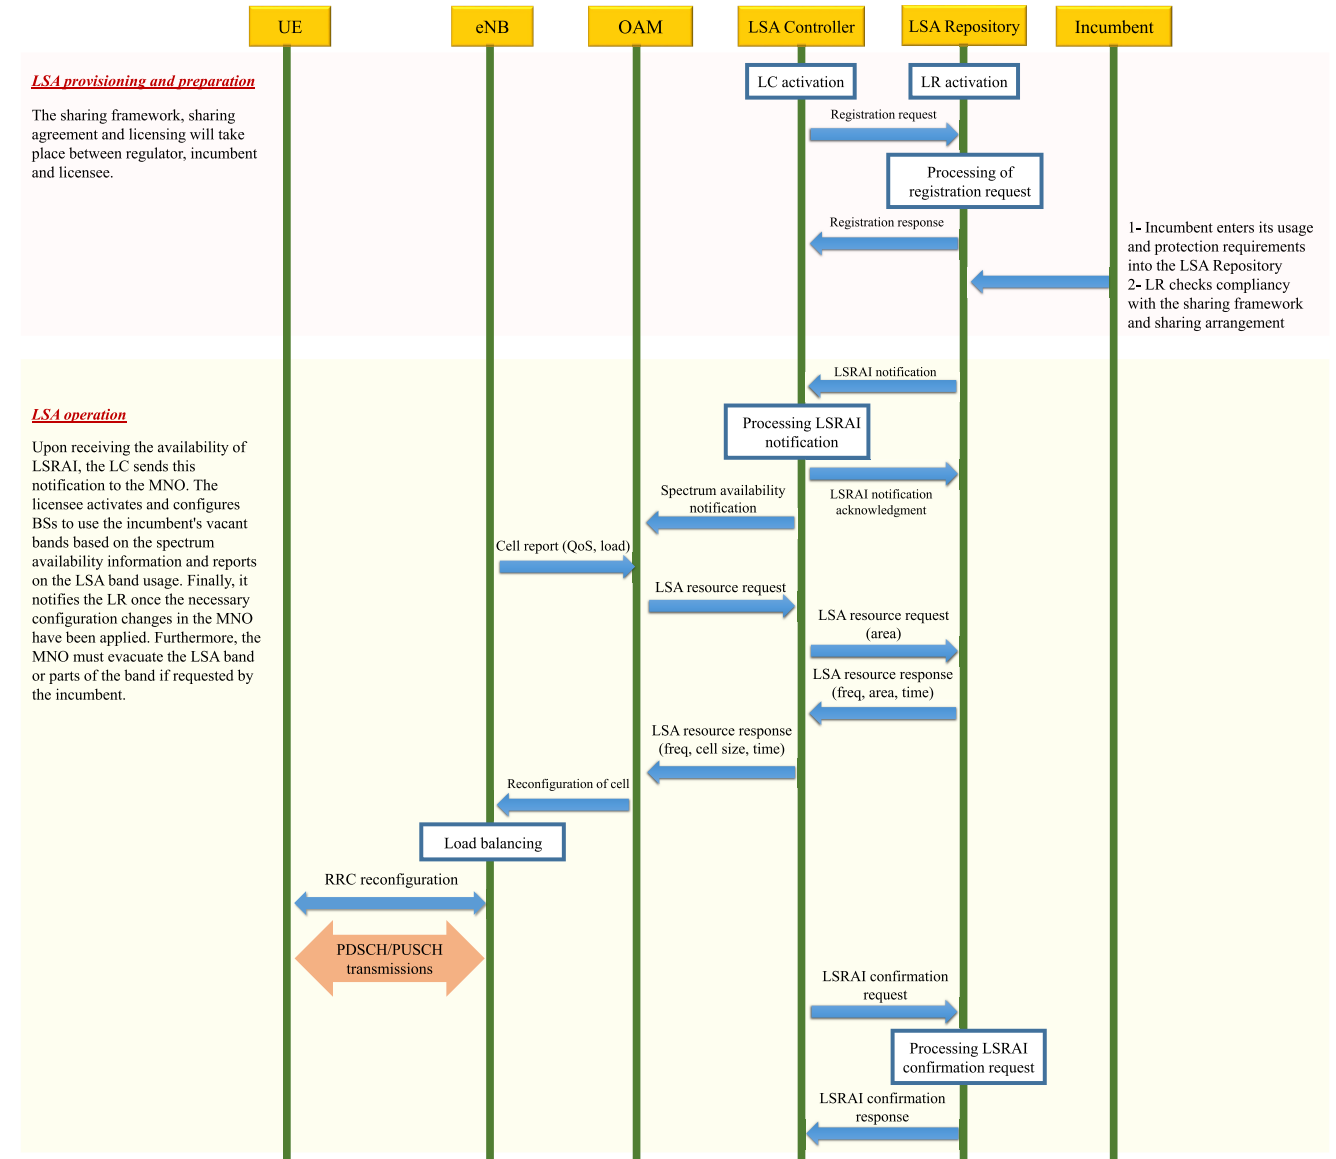 UE
eNB
OAM
LSA Controller
LSA Repository
Incumbent
LSA provisioning and preparation
The sharing framework, sharing
agreement and licensing will take
place between regulator, incumbent
and licensee.
LC activation
LR activation
Registration request
Processing of
registration request
Registration response
1- Incumbent enters its usage
and protection requirements
into the LSA Repository
2- LR checks compliancy
with the sharing framework
and sharing arrangement
LSA operation
Upon receiving the availability of
LSRAI, the LC sends this
notification to the MNO. The
licensee activates and configures
BSs to use the incumbent's vacant
bands based on the spectrum
availability information and reports
on the LSA band usage. Finally, it
notifies the LR once the necessary
configuration changes in the MNO
have been applied. Furthermore, the
MNO must evacuate the LSA band
or parts of the band if requested by
the incumbent.
LSRAI notification
Processing LSRAI
notification
LSRAI notification
acknowledgment
Spectrum availability
notification
Cell report (QoS, load)
LSA resource request
LSA resource request
(area)
LSA resource response
(freq, area, time)
LSA resource response
(freq, cell size, time)
Reconfiguration of cell
Load balancing
RRC reconfiguration
PDSCH/PUSCH
transmissions
LSRAI confirmation
request
Processing LSRAI
confirmation request
LSRAI confirmation
response